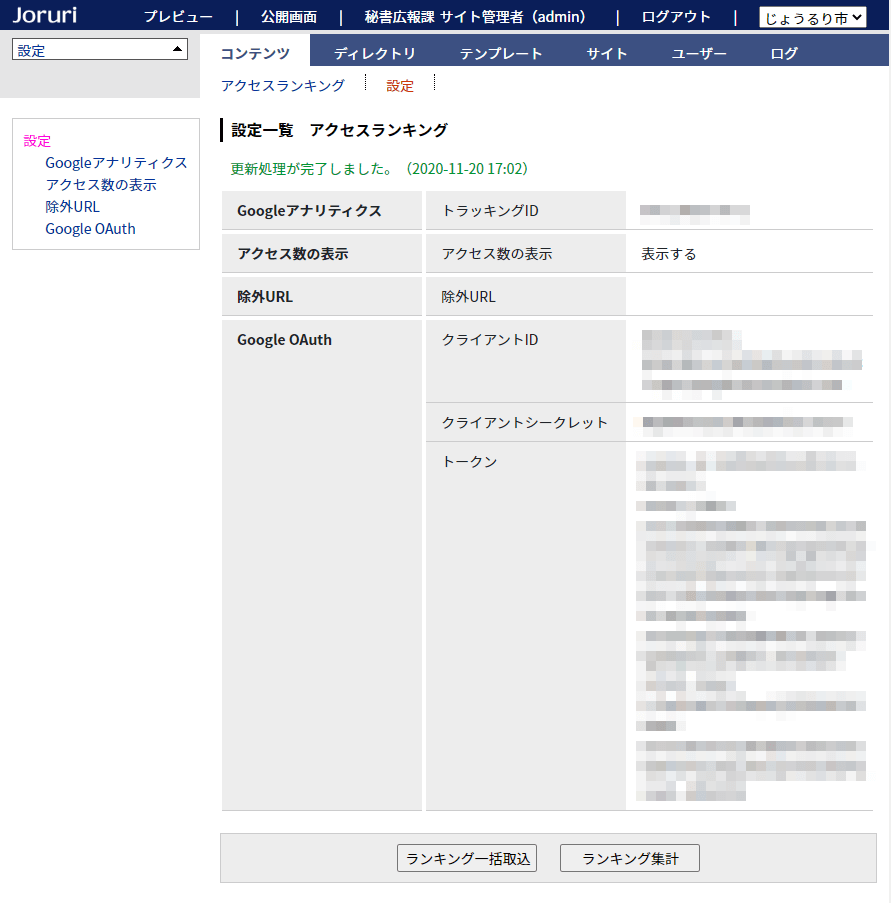 Joruri プレビュー | 公開画面 | 秘書広報課 サイト管理者（admin） | ログアウト | じょうるり市
設定
コンテンツ ディレクトリ テンプレート サイト ユーザー ログ
アクセスランキング 設定
設定
Googleアナリティクス
アクセス数の表示
除外URL
Google OAuth
設定一覧　アクセスランキング
更新処理が完了しました。（2020-11-20 17:02）
Googleアナリティクス トラッキングID
アクセス数の表示 アクセス数の表示 表示する
除外URL 除外URL
Google OAuth クライアントID
クライアントシークレット
トークン
ランキング一括取込 ランキング集計